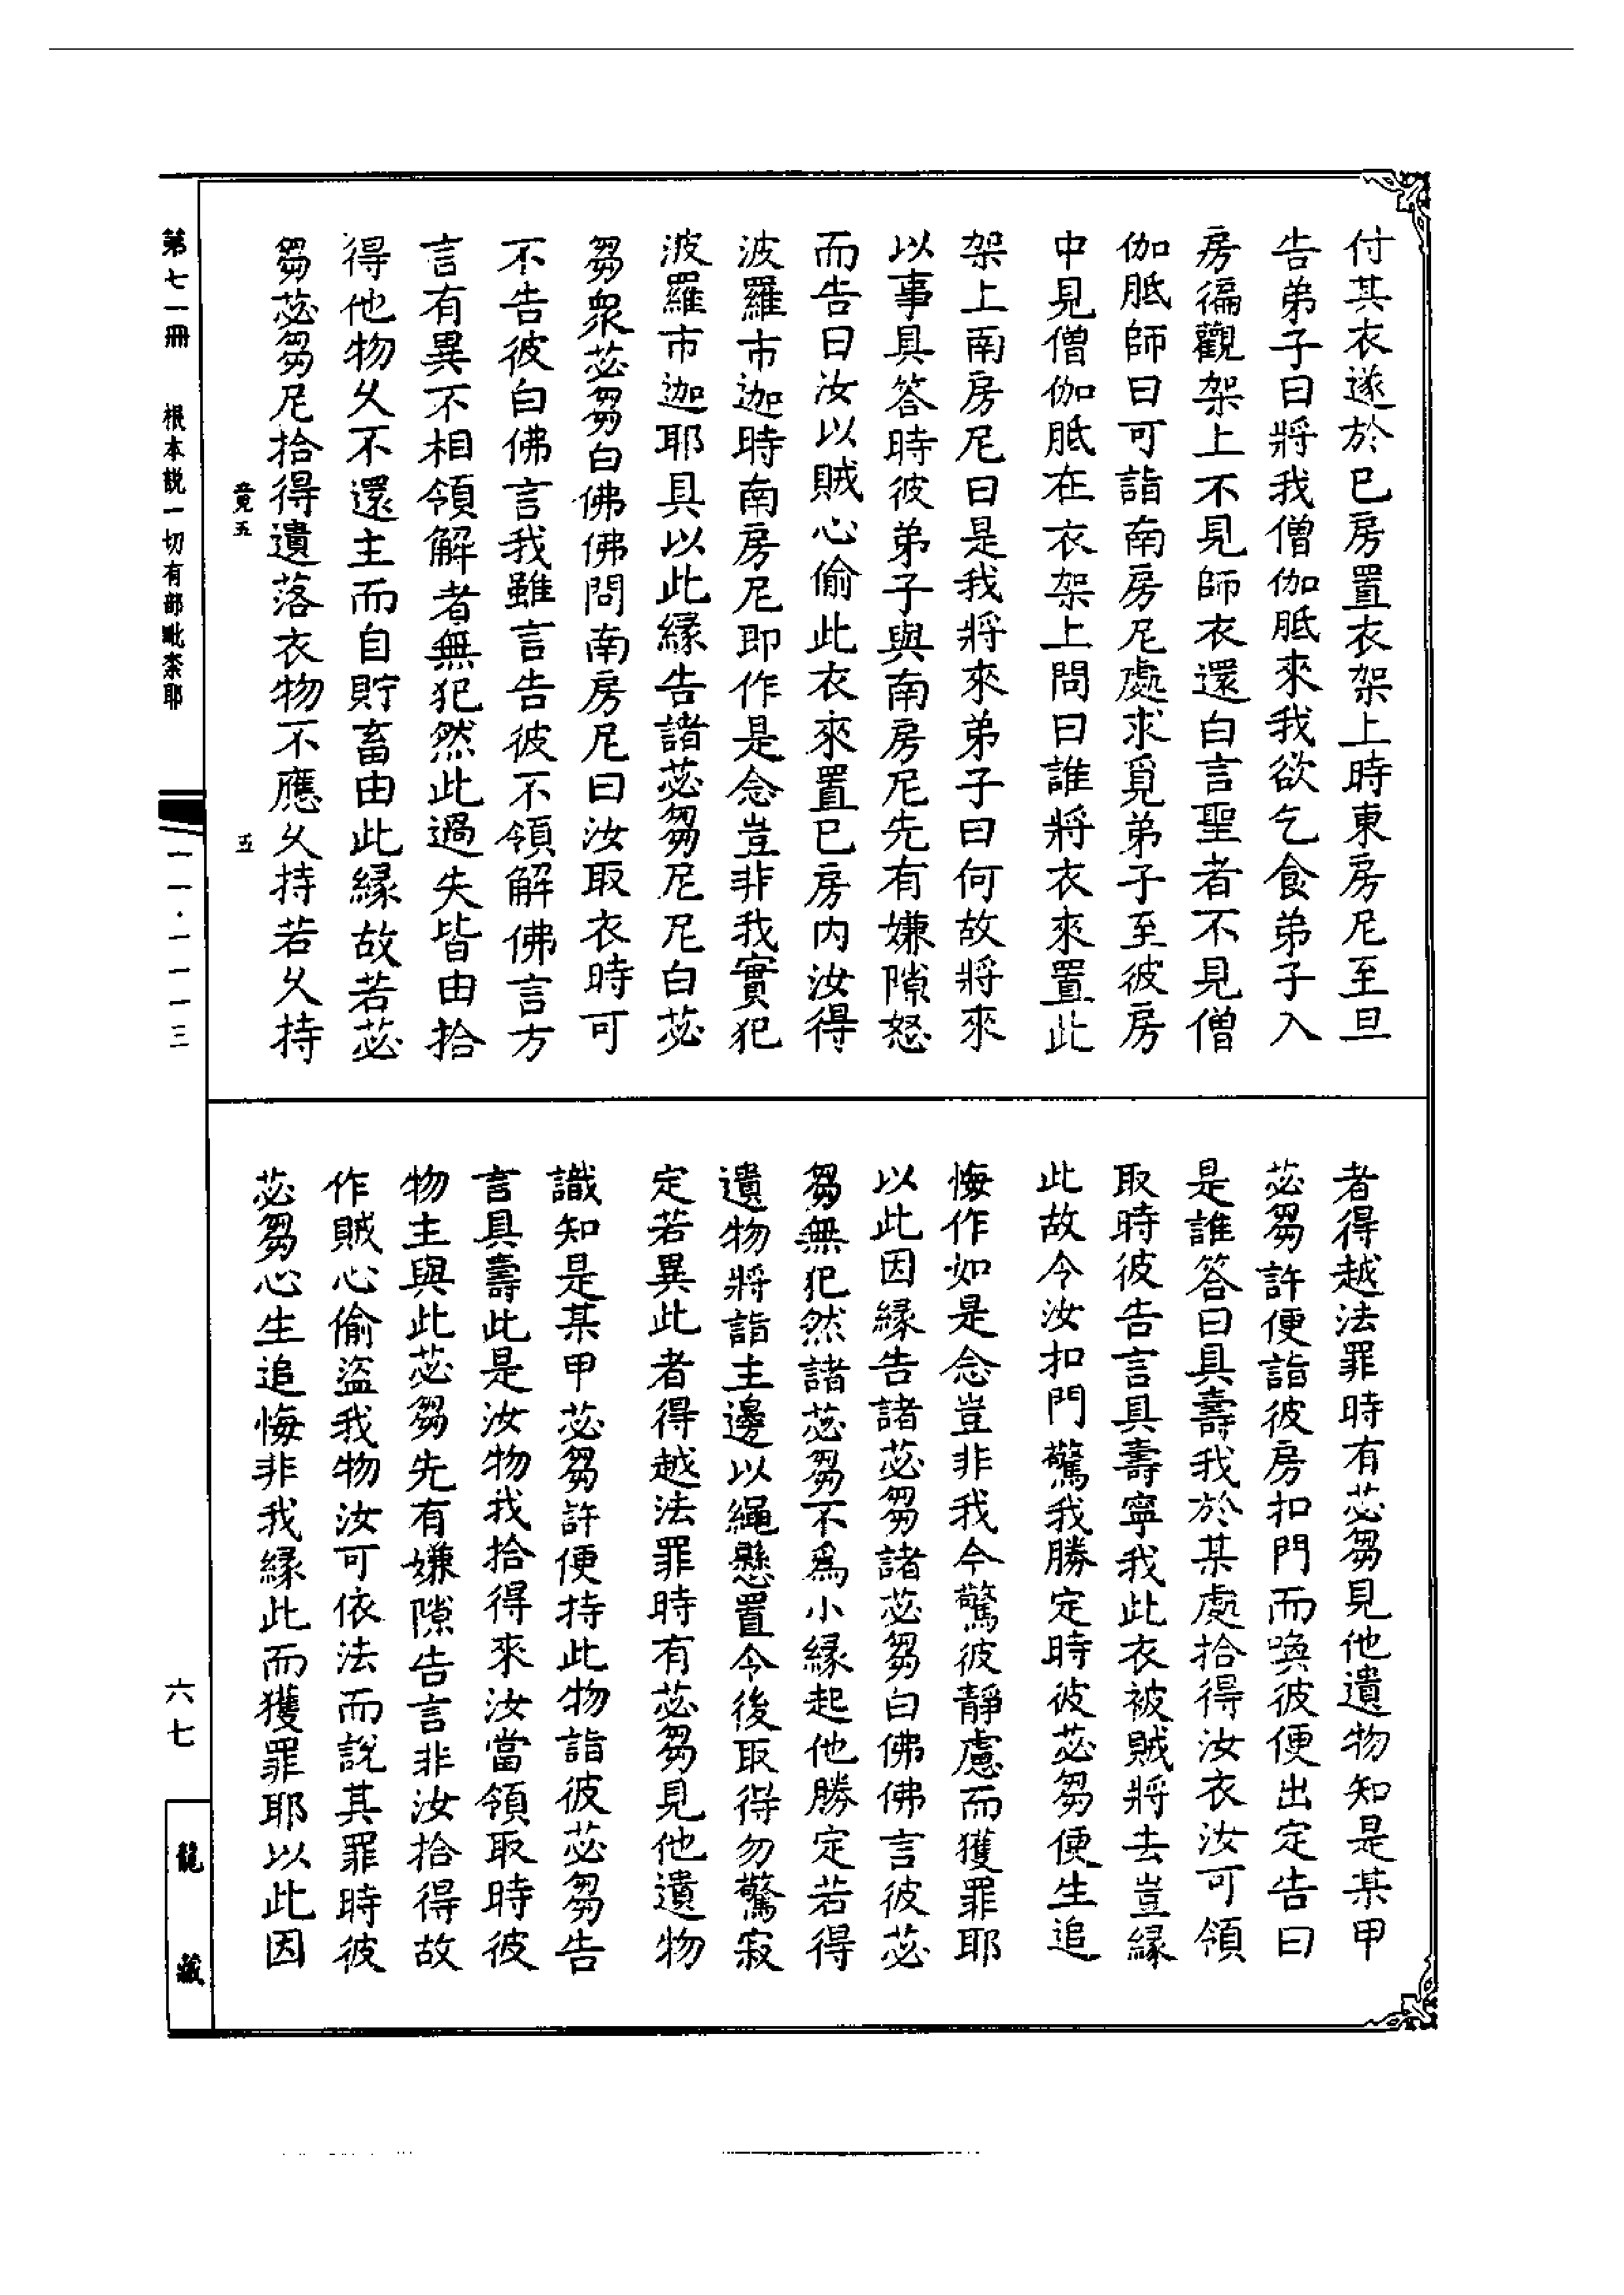 付其衣遂於已房置衣架上時東房尼至旦
告弟子曰將我僧伽胝來我欲乞食弟子入
房徧觀架上不見師衣還白言聖者不見僧
伽胝師曰可詣南房尼處求覓弟子至彼房
中見僧伽胝在衣架上問曰誰將衣來置此
架上南房尼曰是我將來弟子曰何故將來
以事具答時彼弟子與南房尼先有嫌隙怒
而告曰汝以賊心偷此衣來置已房内汝得
波羅市迦時南房尼即作是念豈非我實犯
波羅市迦耶具以此縁告諸苾芻尼尼白苾
芻衆苾芻白佛佛問南房尼曰汝取衣時可
不告彼白佛言我雖言告彼不領解佛言方
言有異不相領解者無犯然此過失皆由拾
得他物乆不還主而自貯畜由此縁故若苾
芻苾芻尼拾得遺落衣物不應乆持若乆持
者得越法罪時有苾芻見他遺物知是某甲
苾芻許便詣彼房扣門而喚彼便出定告曰
是誰答曰具壽我於某處拾得汝衣汝可領
取時彼告言具壽寧我此衣被賊將去豈縁
此故令汝扣門驚我勝定時彼苾芻便生追
悔作如是念豈非我今驚彼靜慮而獲罪耶
以此因縁告諸苾芻諸苾芻白佛佛言彼苾
芻無犯然諸苾芻不爲小縁起他勝定若得
遺物將詣主邊以繩懸置令後取得勿驚寂
定若異此者得越法罪時有苾芻見他遺物
識知是某甲苾芻許便持此物詣彼苾芻告
言具壽此是汝物我拾得來汝當領取時彼
物主與此苾芻先有嫌隙告言非汝拾得故
作賊心偷盜我物汝可依法而說其罪時彼
苾芻心生追悔非我縁此而獲罪耶以此因
竟五
五
第七一冊
根本説一切有部毗柰耶
一一·一一一三
六七
龍藏